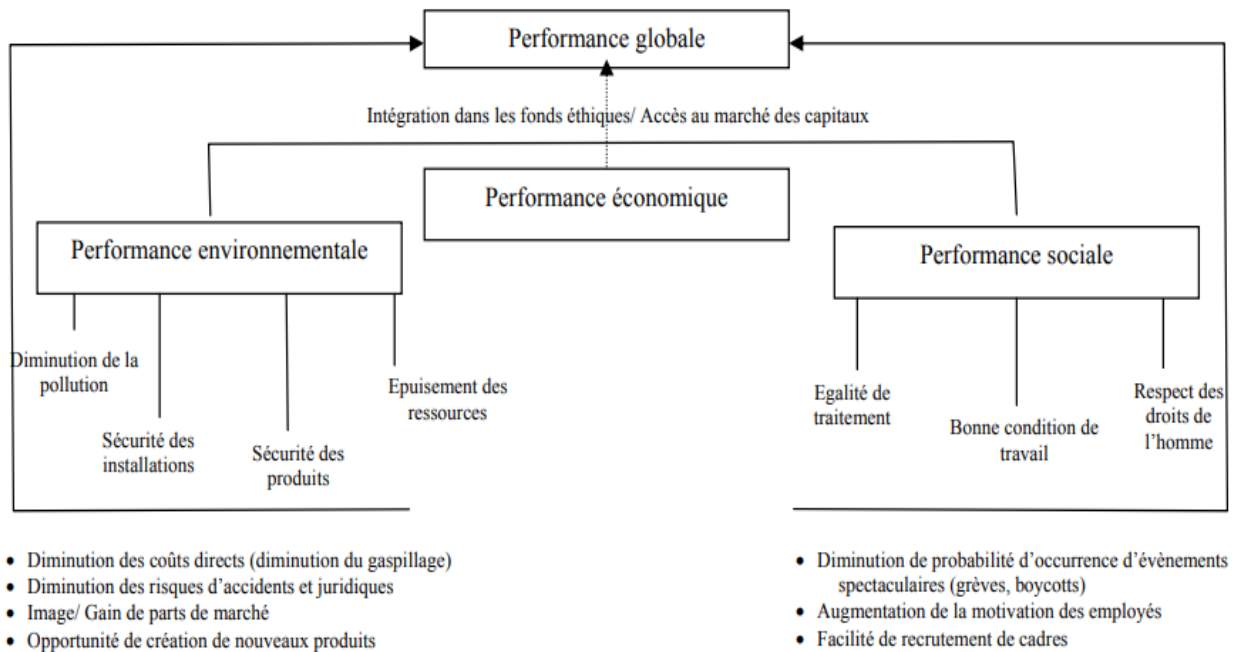 Performance globale
Intégration dans les fonds éthiques/ Accès au marché des capitaux
Performance économique
Performance environnementale
Performance sociale
Diminution de la
pollution
Sécurité des
installations
Sécurité des
produits
Epuisement des
ressources
Egalité de
traitement
Bonne condition de
travail
Respect des
droits de
l’homme
• Diminution des coûts directs (diminution du gaspillage)
• Diminution des risques d’accidents et juridiques
• Image/ Gain de parts de marché
• Opportunité de création de nouveaux produits
• Diminution de probabilité d’occurrence d’évènements
spectaculaires (grèves, boycotts)
• Augmentation de la motivation des employés
• Facilité de recrutement de cadres